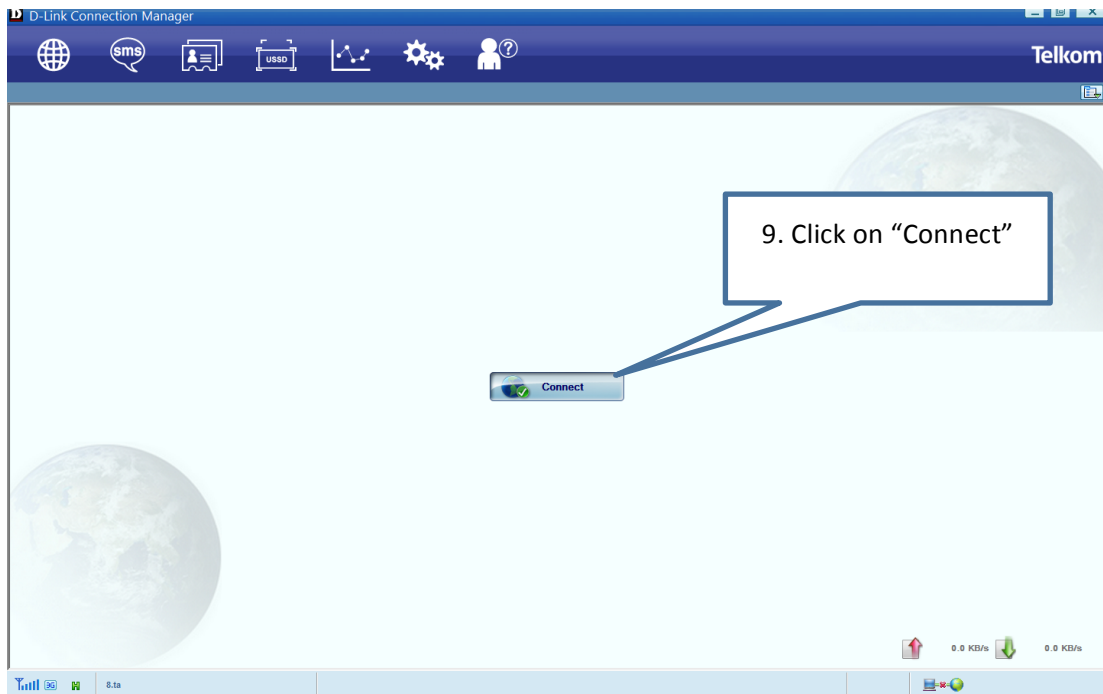 D-Link Connection Manager
sms
USSD
Telkom
9. Click on “Connect”
Connect
0.0 KB/s
0.0 KB/s
3G
H
8.ta